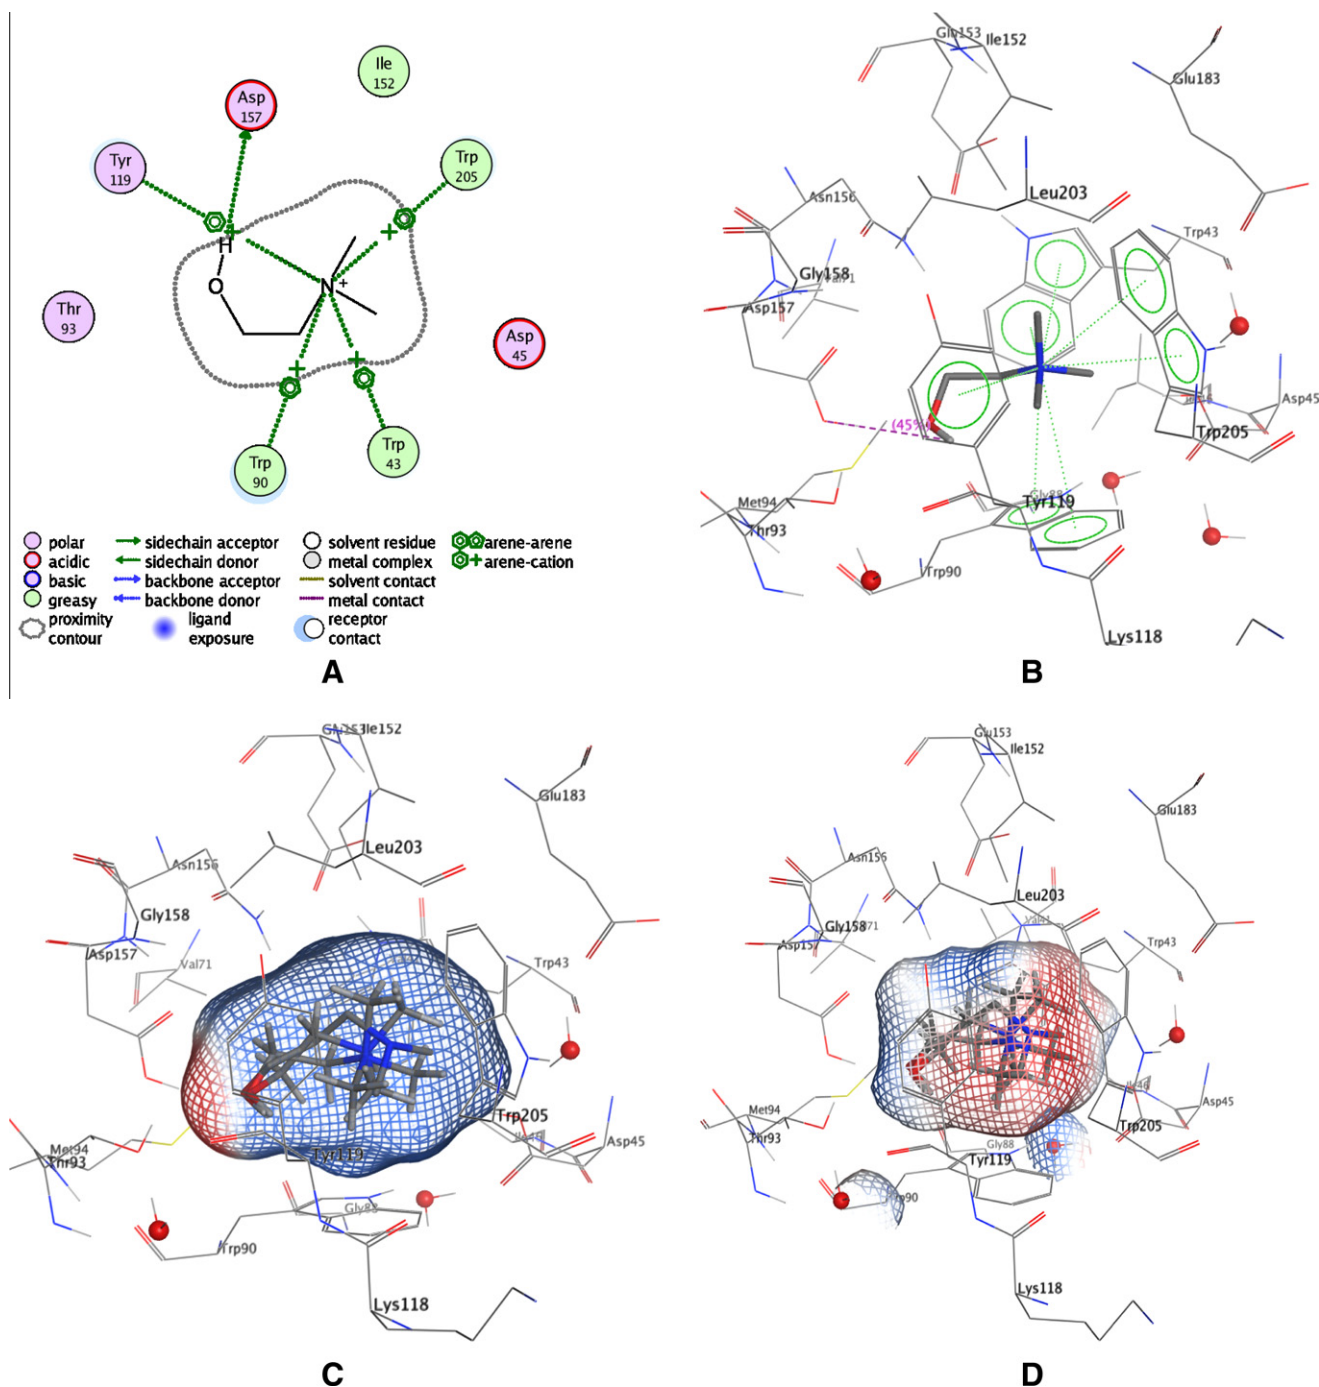 Ile
152
Asp
157
Tyr
119
Trp
205
H
O
N+
Thr
93
Asp
45
Trp
90
Trp
43
polar
acidic
basic
greasy
proximity
contour
sidechain acceptor
sidechain donor
backbone acceptor
backbone donor
ligand
exposure
solvent residue
metal complex
solvent contact
metal contact
receptor
contact
arene-arene
arene-cation
A
Glu153
Ile152
Glu183
Asn156
Leu203
Trp43
Gly158
Asp157
(45%)
Asp45
Trp205
Met94
Thr93
Gly88
Tyr119
Trp90
Lys118
B
Ile152
Glu183
Leu203
Asn156
Gly158
Asp157
Val71
Trp43
Trp205
Asp45
Met94
Thr93
Tyr119
Trp90
Lys118
C
Glu153
Ile152
Glu183
Asn156
Leu203
Gly158
Trp43
Asp45
Trp205
Met94
Thr93
Gly88
Tyr119
Lys118
D